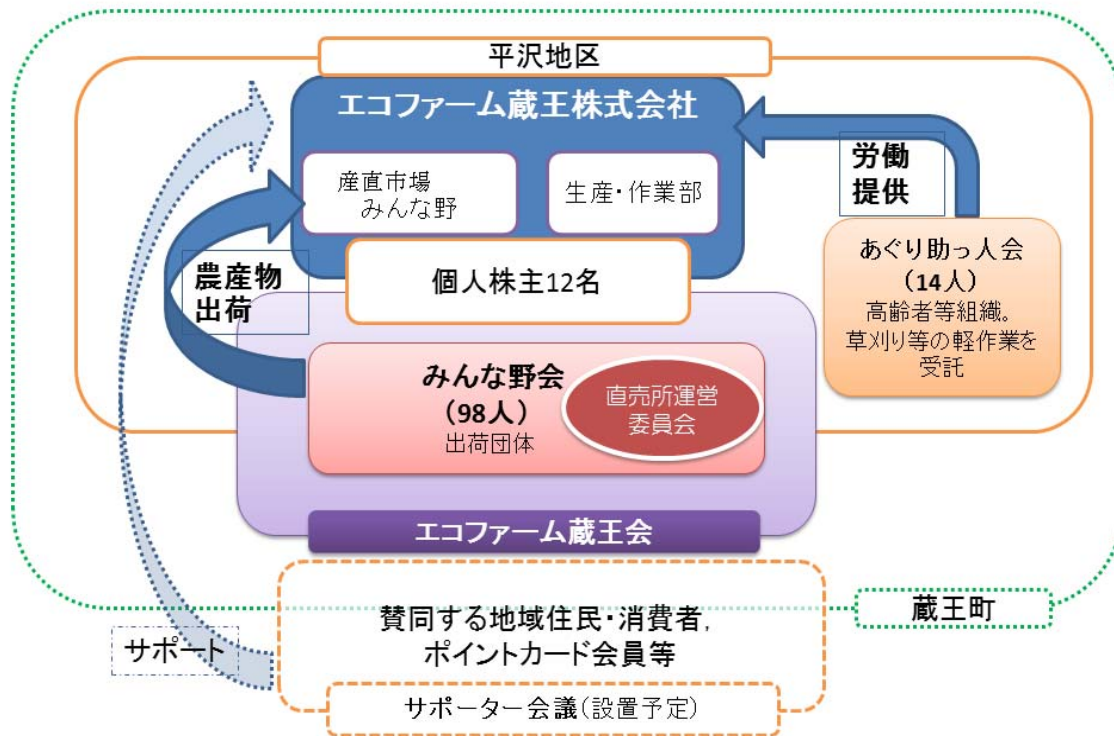 平沢地区
エコファーム蔵王株式会社
産直市場
みんな野
生産・作業部
労働
提供
農産物
出荷
個人株主12名
あぐり助っ人会
(14人)
高齢者等組織。
草刈り等の軽作業を
受託
みんな野会
(98人)
出荷団体
直売所運営
委員会
エコファーム蔵王会
蔵王町
賛同する地域住民・消費者,
ポイントカード会員等
サポート
サポーター会議(設置予定)